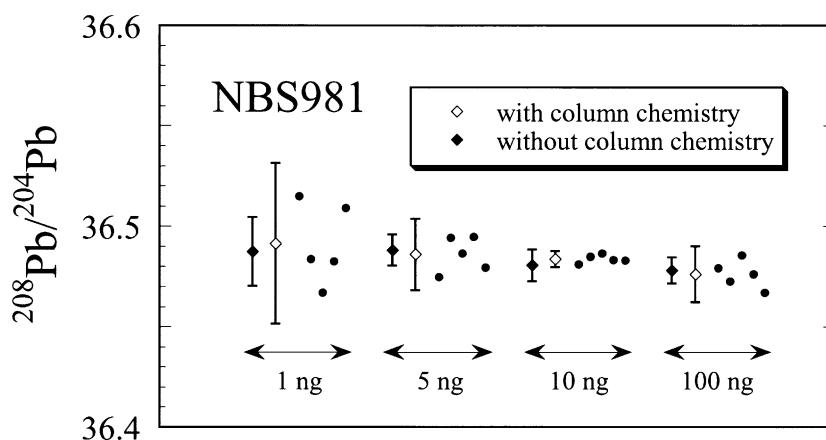 36.6
NBS981
with column chemistry
without column chemistry
²⁰⁸Pb/²⁰⁴Pb
36.5
1 ng
5 ng
10 ng
100 ng
36.4